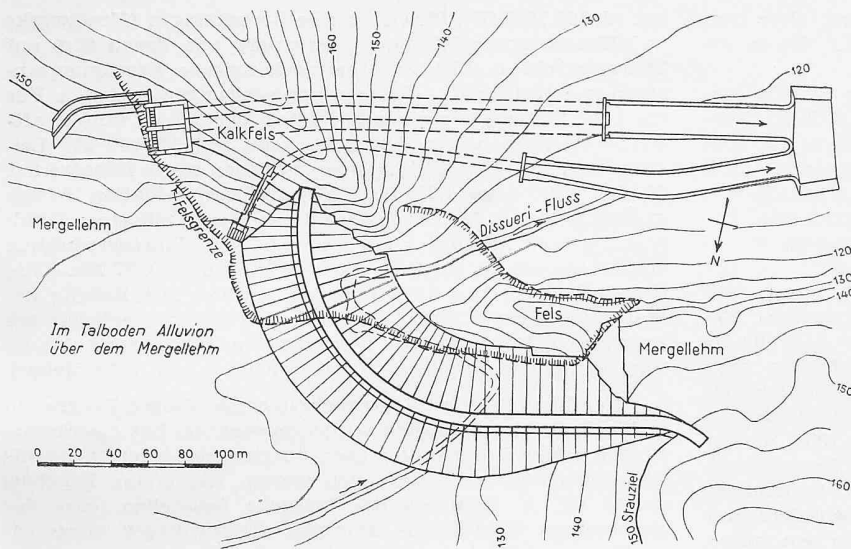 130
160
150
140
130
120
150
Kalkfels
Felsgrenze
Mergellehm
Dissueri-Fluss
N
120
130
140
Fels
Mergellehm
Im Talboden Alluvion
über dem Mergellehm
150
0 20 40 60 80 100 m
160
130
140
150 Stauziel